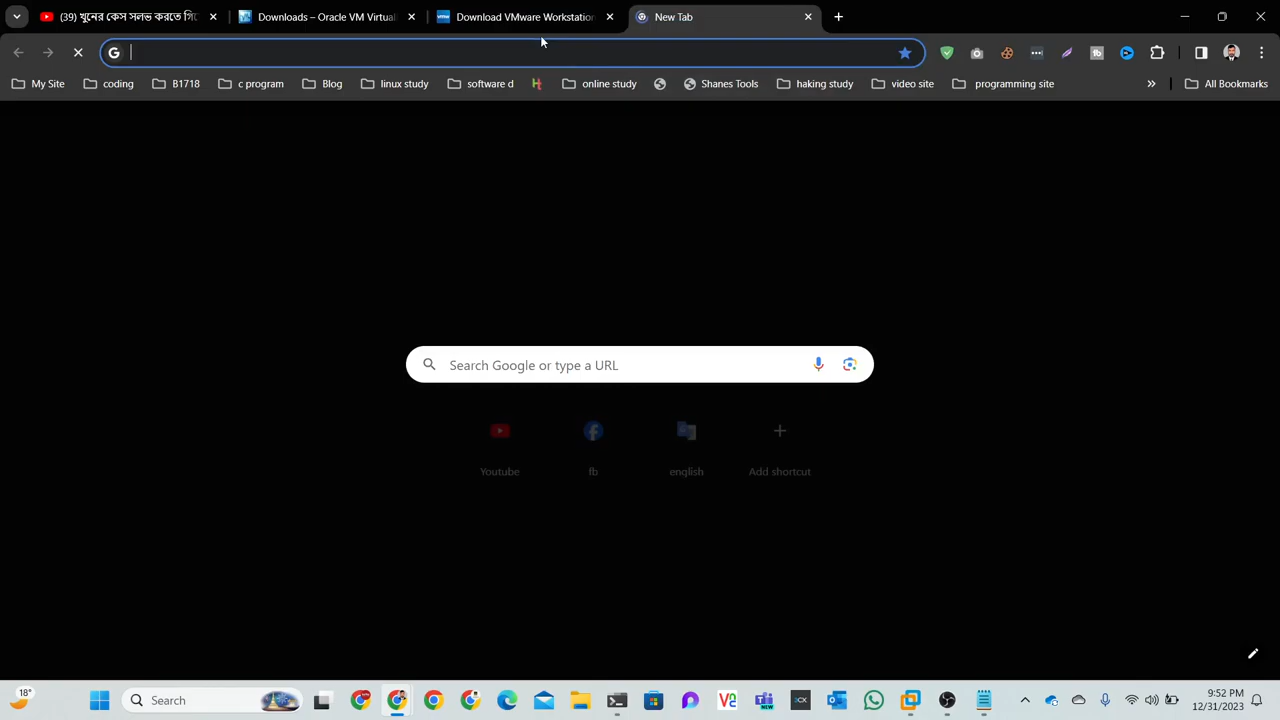 (39) খুনের কেস সলভ করতে গি
Downloads – Oracle VM Virtual
Download VMware Workstation
New Tab
My Site
coding
B1718
c program
Blog
linux study
software d
online study
Shanes Tools
haking study
video site
programming site
All Bookmarks
Search Google or type a URL
Youtube
fb
english
Add shortcut
18°
Search
9:52 PM
12/31/2023